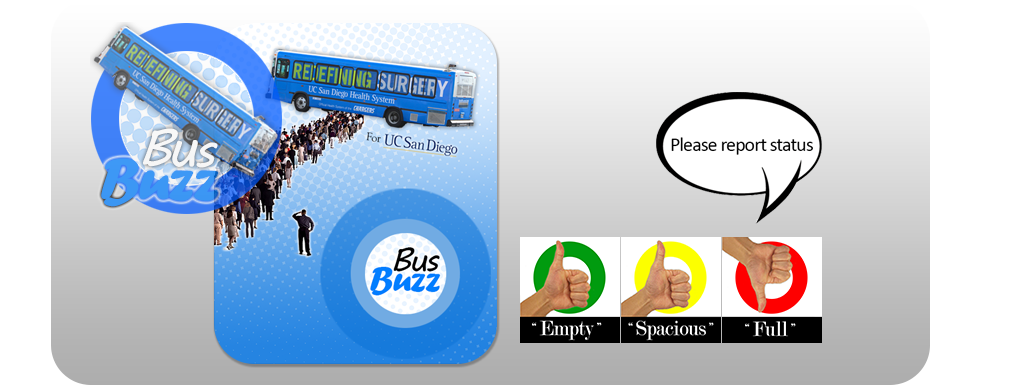 REDEFINING SURGERY
UC San Diego Health System
Bus
Buzz
REDEFINING SURGERY
UC San Diego Health System
CHARGERS
For UC San Diego
Bus
Buzz
Please report status
“Empty”
“Spacious”
“Full”